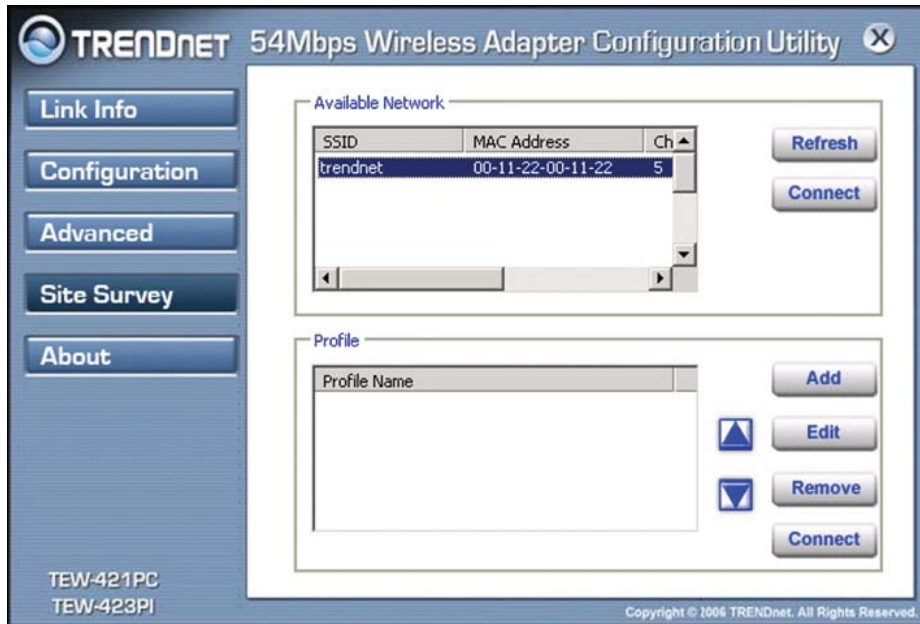 TRENDNET 54Mbps Wireless Adapter Configuration Utility X
Link Info
Configuration
Advanced
Site Survey
About
Available Network
SSID MAC Address Ch
trendnet 00-11-22-00-11-22 5
Refresh
Connect
Profile
Profile Name
Add
Edit
Remove
Connect
TEW-421PC
TEW-423PI
Copyright © 2006 TRENDnet. All Rights Reserved.